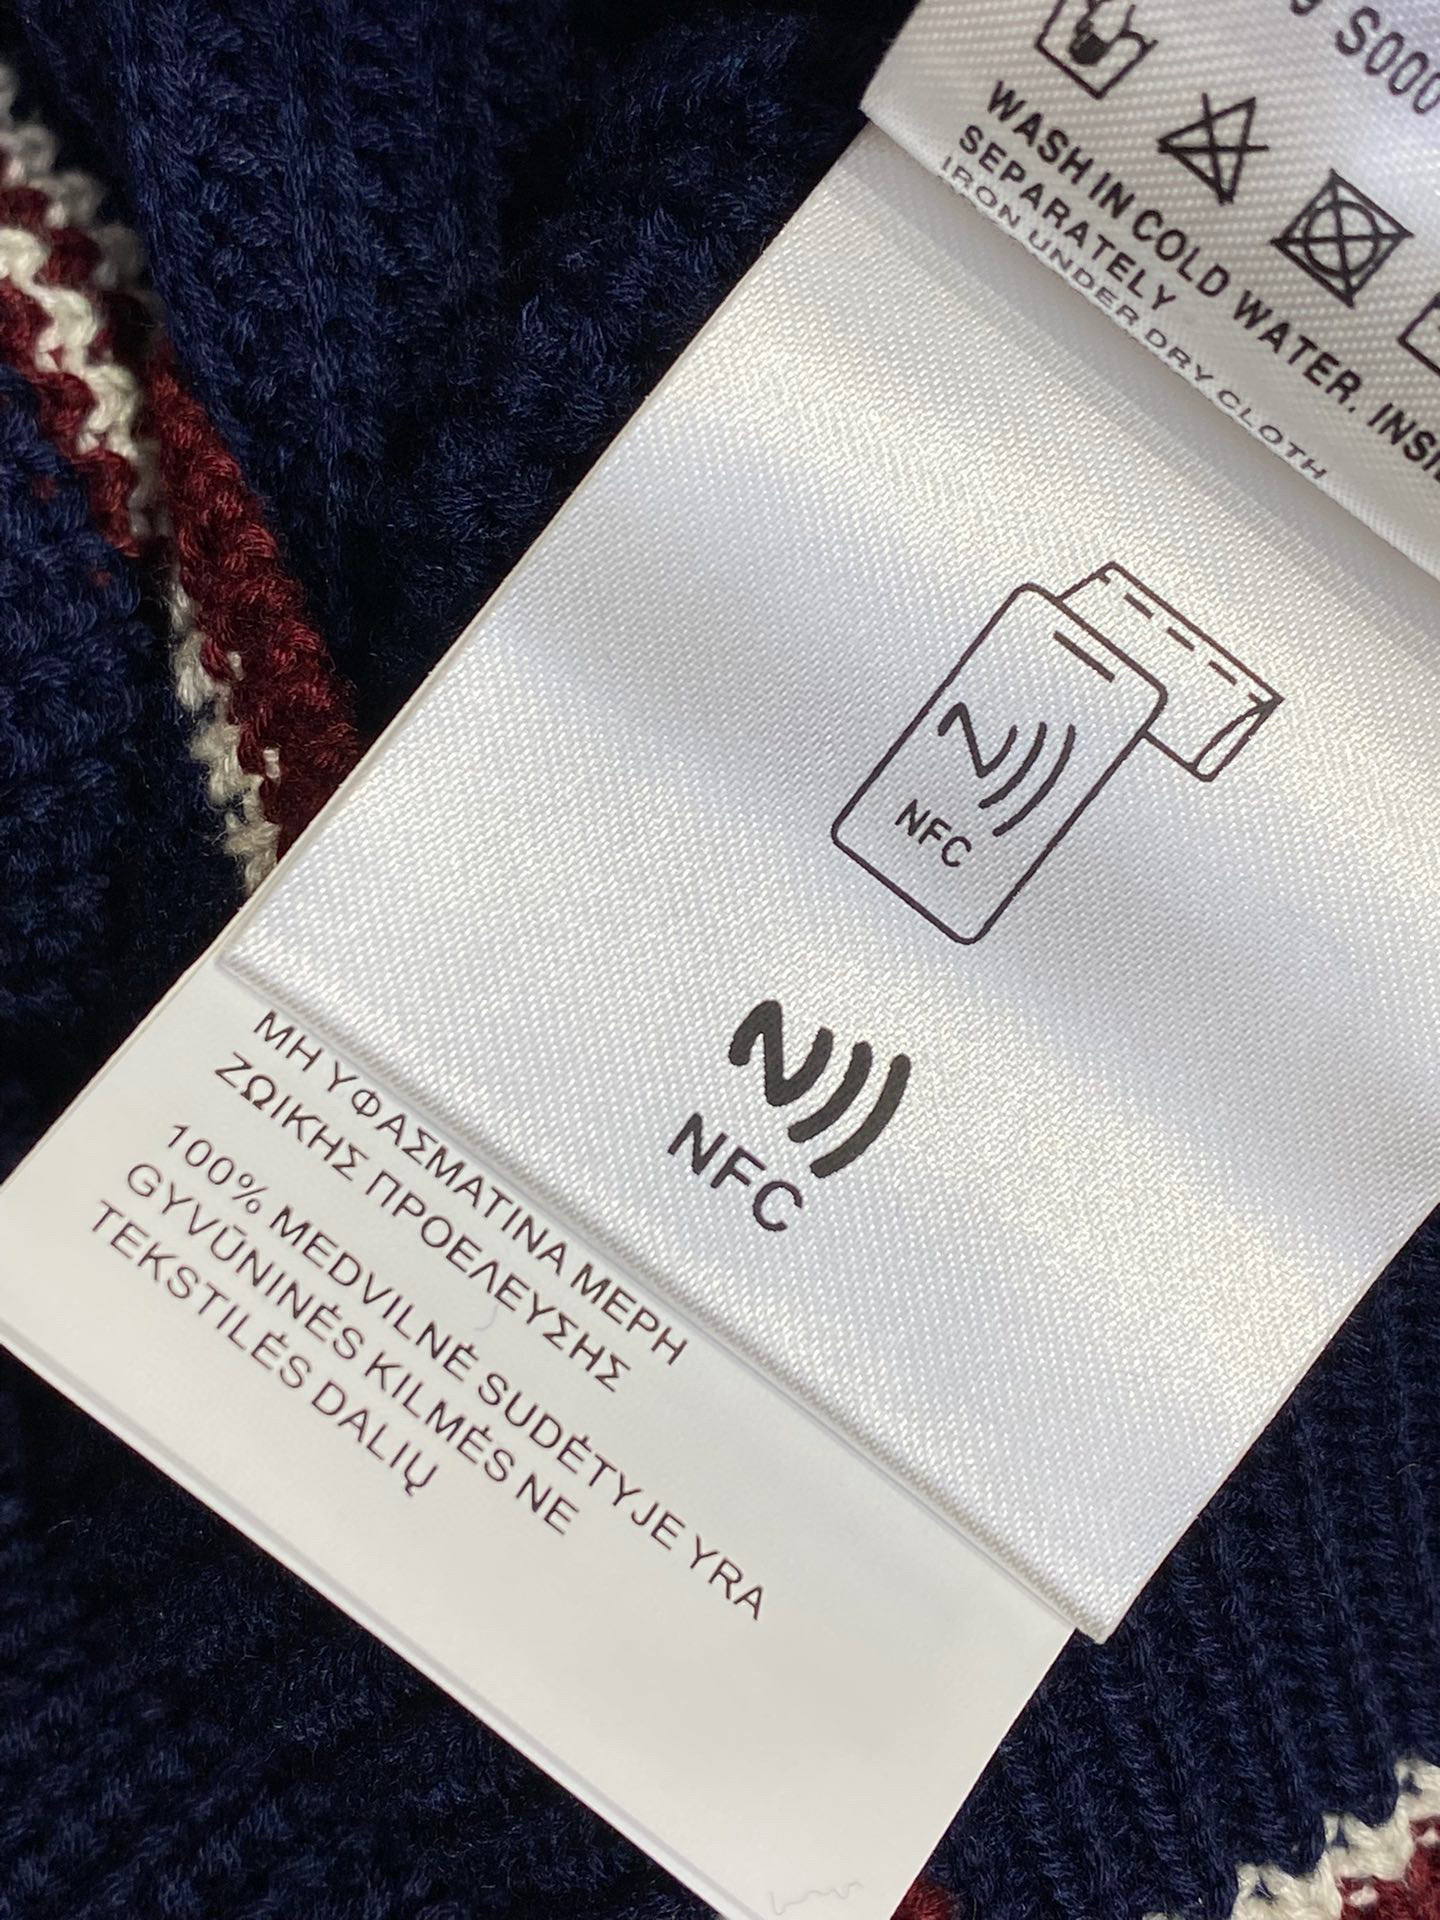 S000
WASH IN COLD WATER. INSI
SEPARATELY
IRON UNDER DRY CLOTH
NFC
NFC
ΜΗ ΥΦΑΣΜΑΤΙΝΑ ΜΕΡΗ
ΖΩΙΚΗΣ ΠΡΟΕΛΕΥΣΗΣ
100% MEDVILNĖ SUDĖTYJE YRA
GYVŪNINĖS KILMĖS NE
TEKSTILĖS DALIŲ